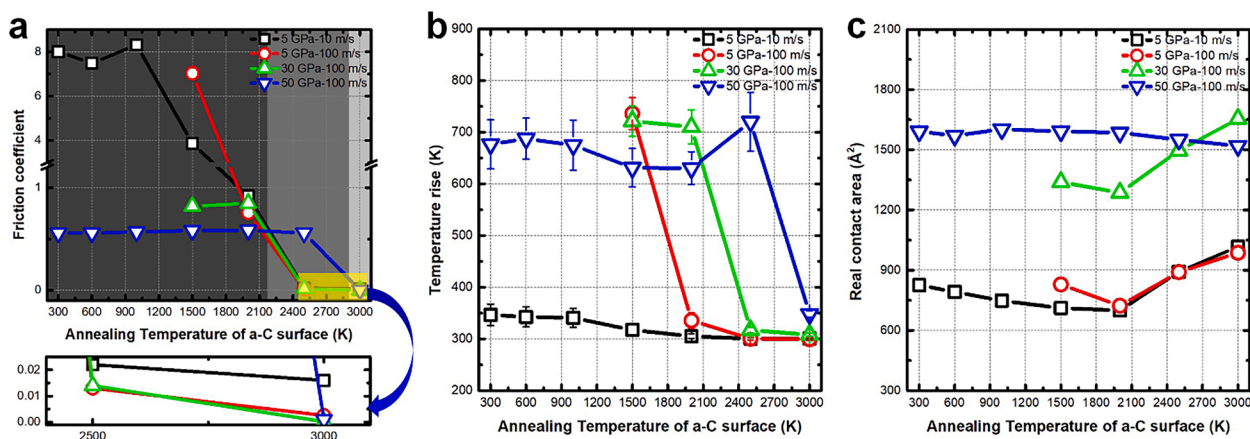 a
5 GPa-10 m/s
5 GPa-100 m/s
30 GPa-100 m/s
50 GPa-100 m/s
8
6
4
1
0
Friction coefficient
300 600 900 1200 1500 1800 2100 2400 2700 3000
Annealing Temperature of a-C surface (K)
0.02
0.01
0.00
2500 2750 3000
b
5 GPa-10 m/s
5 GPa-100 m/s
30 GPa-100 m/s
50 GPa-100 m/s
900
800
700
600
500
400
300
200
Temperature rise (K)
300 600 900 1200 1500 1800 2100 2400 2700 3000
Annealing Temperature of a-C surface (K)
c
5 GPa-10 m/s
5 GPa-100 m/s
30 GPa-100 m/s
50 GPa-100 m/s
2100
1800
1500
1200
900
600
300
Real contact area (Å²)
300 600 900 1200 1500 1800 2100 2400 2700 3000
Annealing Temperature of a-C surface (K)